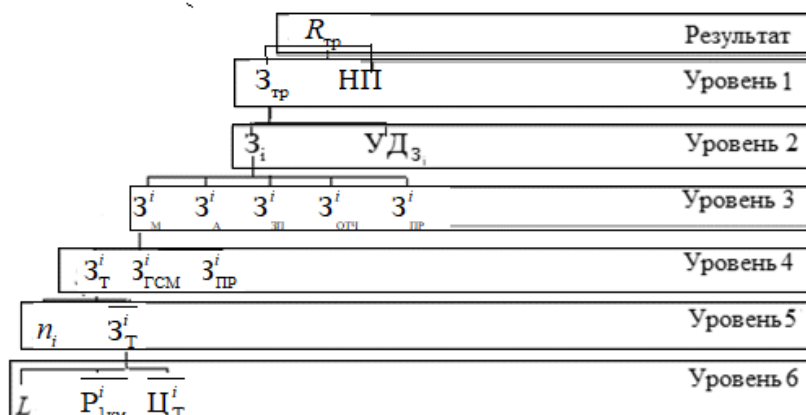 R_тр Результат
З_тр НП Уровень 1
З_i УД_З_i Уровень 2
З^i_М З^i_А З^i_ЗП З^i_ОТЧ З^i_ПР Уровень 3
З^i_Т З^i_ГСМ З^i_ПР Уровень 4
n_i З̅^i_Т Уровень 5
L Р̅^i_1км Ц̅^i_Т Уровень 6